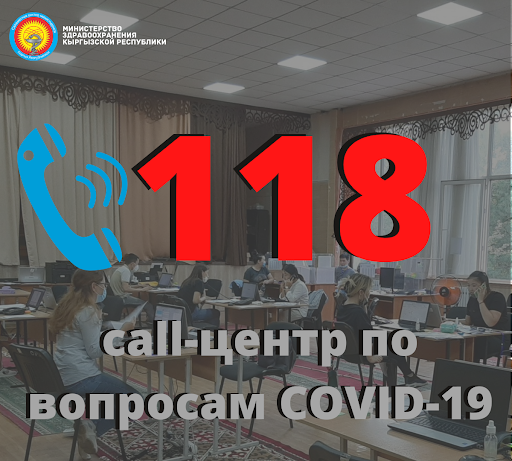 МИНИСТЕРСТВО
ЗДРАВООХРАНЕНИЯ
КЫРГЫЗСКОЙ РЕСПУБЛИКИ
118
call-центр по
вопросам COVID-19